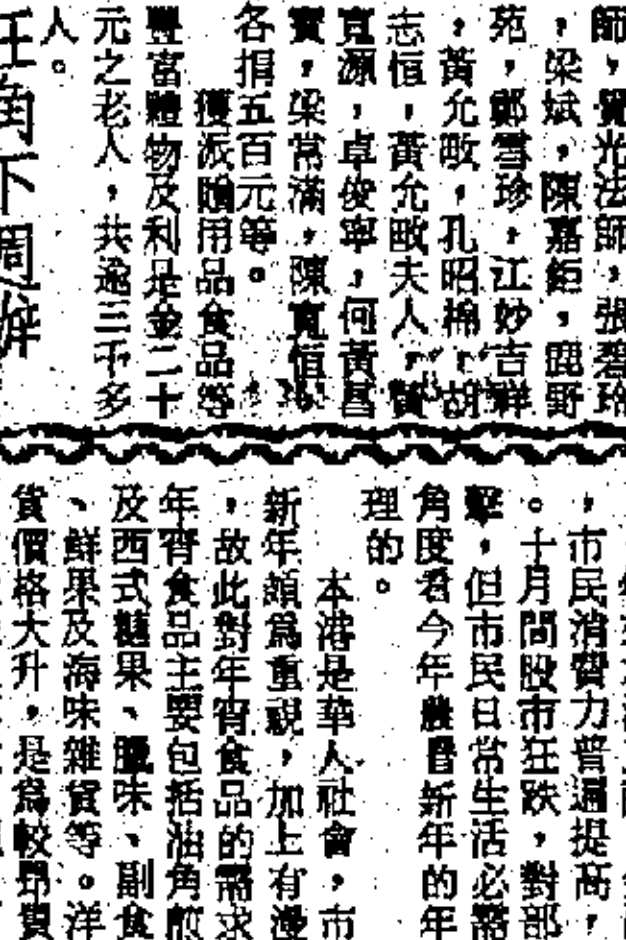 師，覺光法師，張碧玲
，梁斌，陳嘉鉅，鹿野
苑，鄭雪珍，江妙吉祥
，黃允畋，孔昭棉，胡
志恒，黃允畋夫人，
寬源，卓俊寧，何黃昌
寶，梁常滿，陳寬恒
各捐五百元等。
獲派贈用品食品等
豐富禮物及利是金二十
元之老人，共逾三千多
人。
旺角下週辦
，市民消費力普遍提高，
。十月間股市狂跌，對部
擊，但市民日常生活必需
角度看今年農曆新年的年
理的。
本港是華人社會，市
新年頗為重視，加上有
，故此對年宵食品的需求
年宵食品主要包括油角煎
及西式糖果、臘味、副食
、鮮果及海味雜貨等。洋
貨價格大升，是為較昂貴